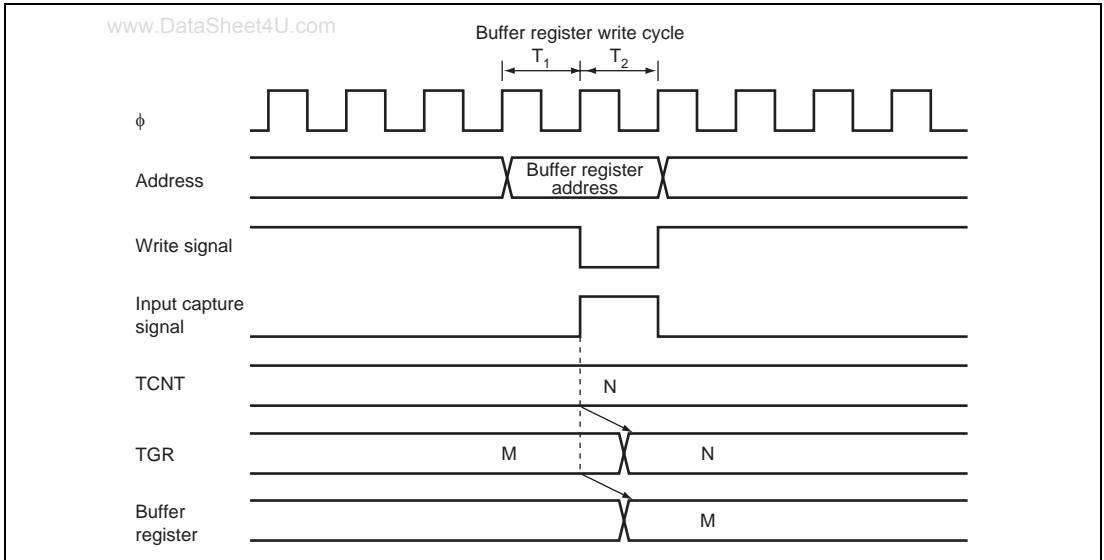 www.DataSheet4U.com
Buffer register write cycle
T1 T2
ϕ
Address
Buffer register
address
Write signal
Input capture
signal
TCNT
N
TGR
M
N
Buffer
register
M